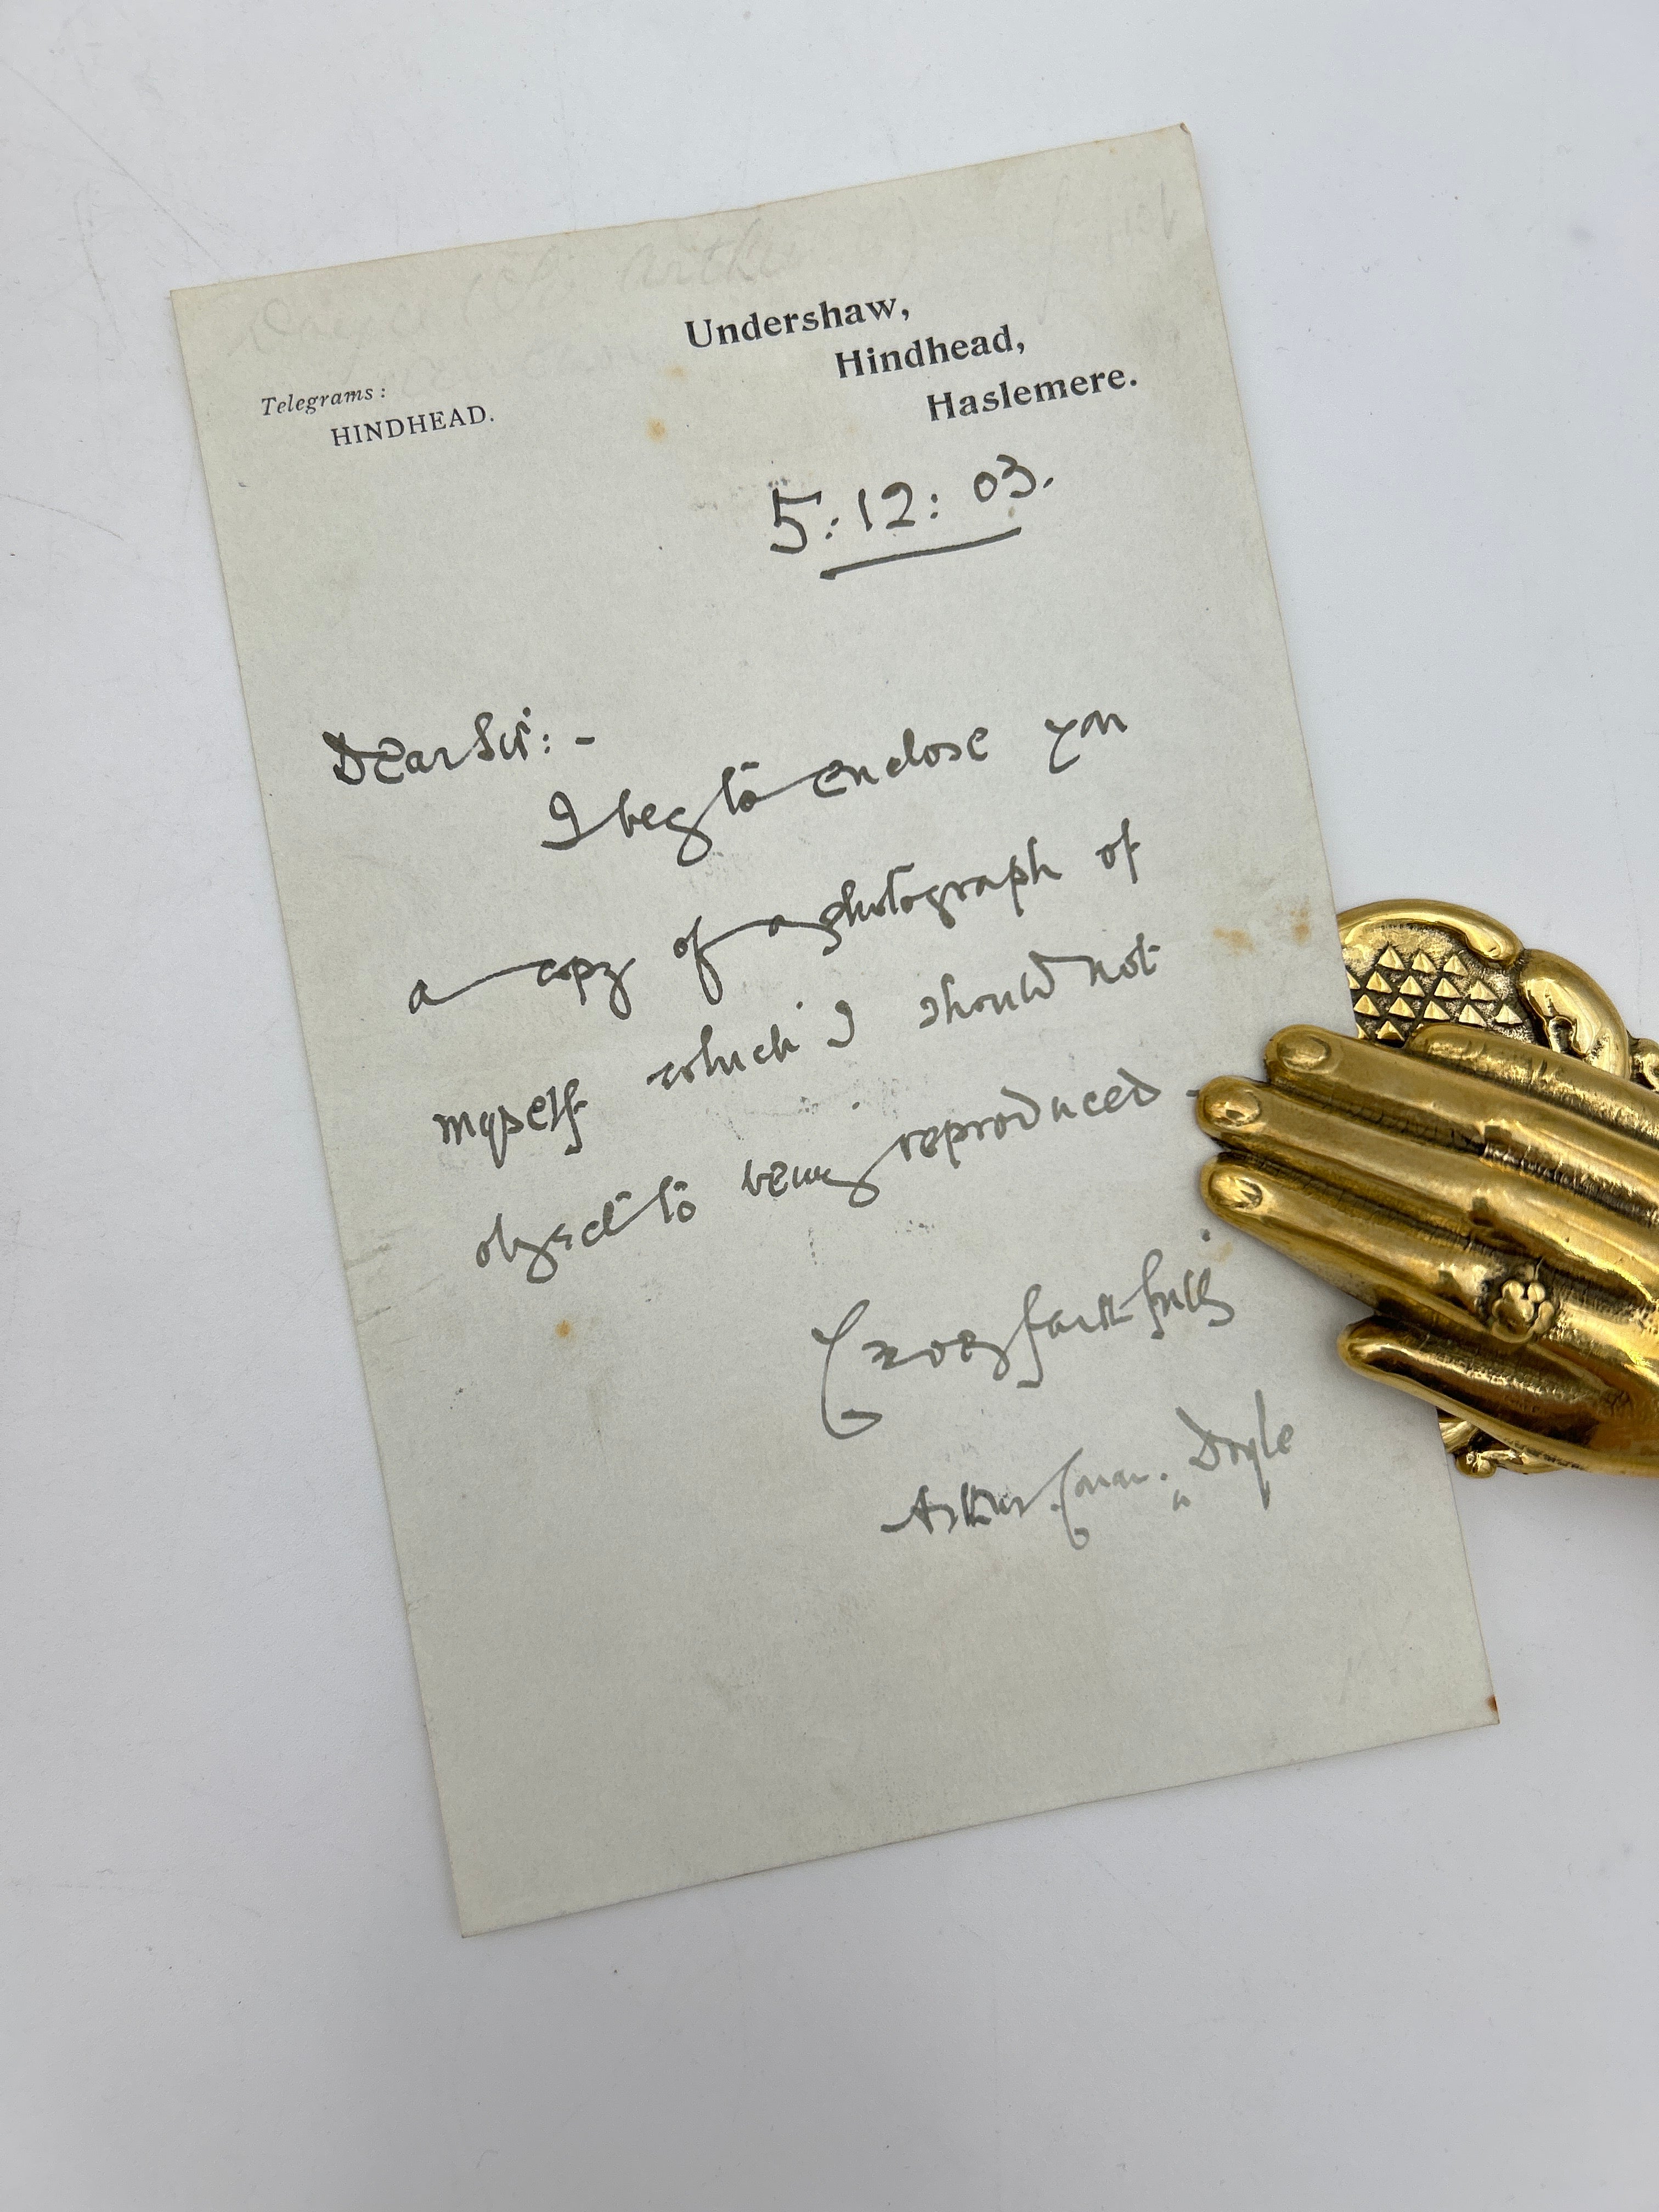 Undershaw,
Hindhead,
Haslemere.
Telegrams:
HINDHEAD.
5:12:03.
Dear Sir:-
I beg to enclose you
a copy of a photograph of
myself which I should not
object to being reproduced -
faithfully
Arthur Conan Doyle